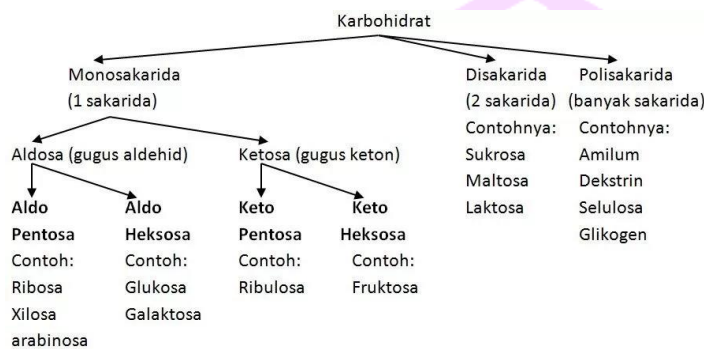 Karbohidrat
Monosakarida
(1 sakarida)
Disakarida
(2 sakarida)
Contohnya:
Sukrosa
Maltosa
Laktosa
Polisakarida
(banyak sakarida)
Contohnya:
Amilum
Dekstrin
Selulosa
Glikogen
Aldosa (gugus aldehid)
Ketosa (gugus keton)
Aldo
Pentosa
Contoh:
Ribosa
Xilosa
arabinosa
Aldo
Heksosa
Contoh:
Glukosa
Galaktosa
Keto
Pentosa
Contoh:
Ribulosa
Keto
Heksosa
Contoh:
Fruktosa